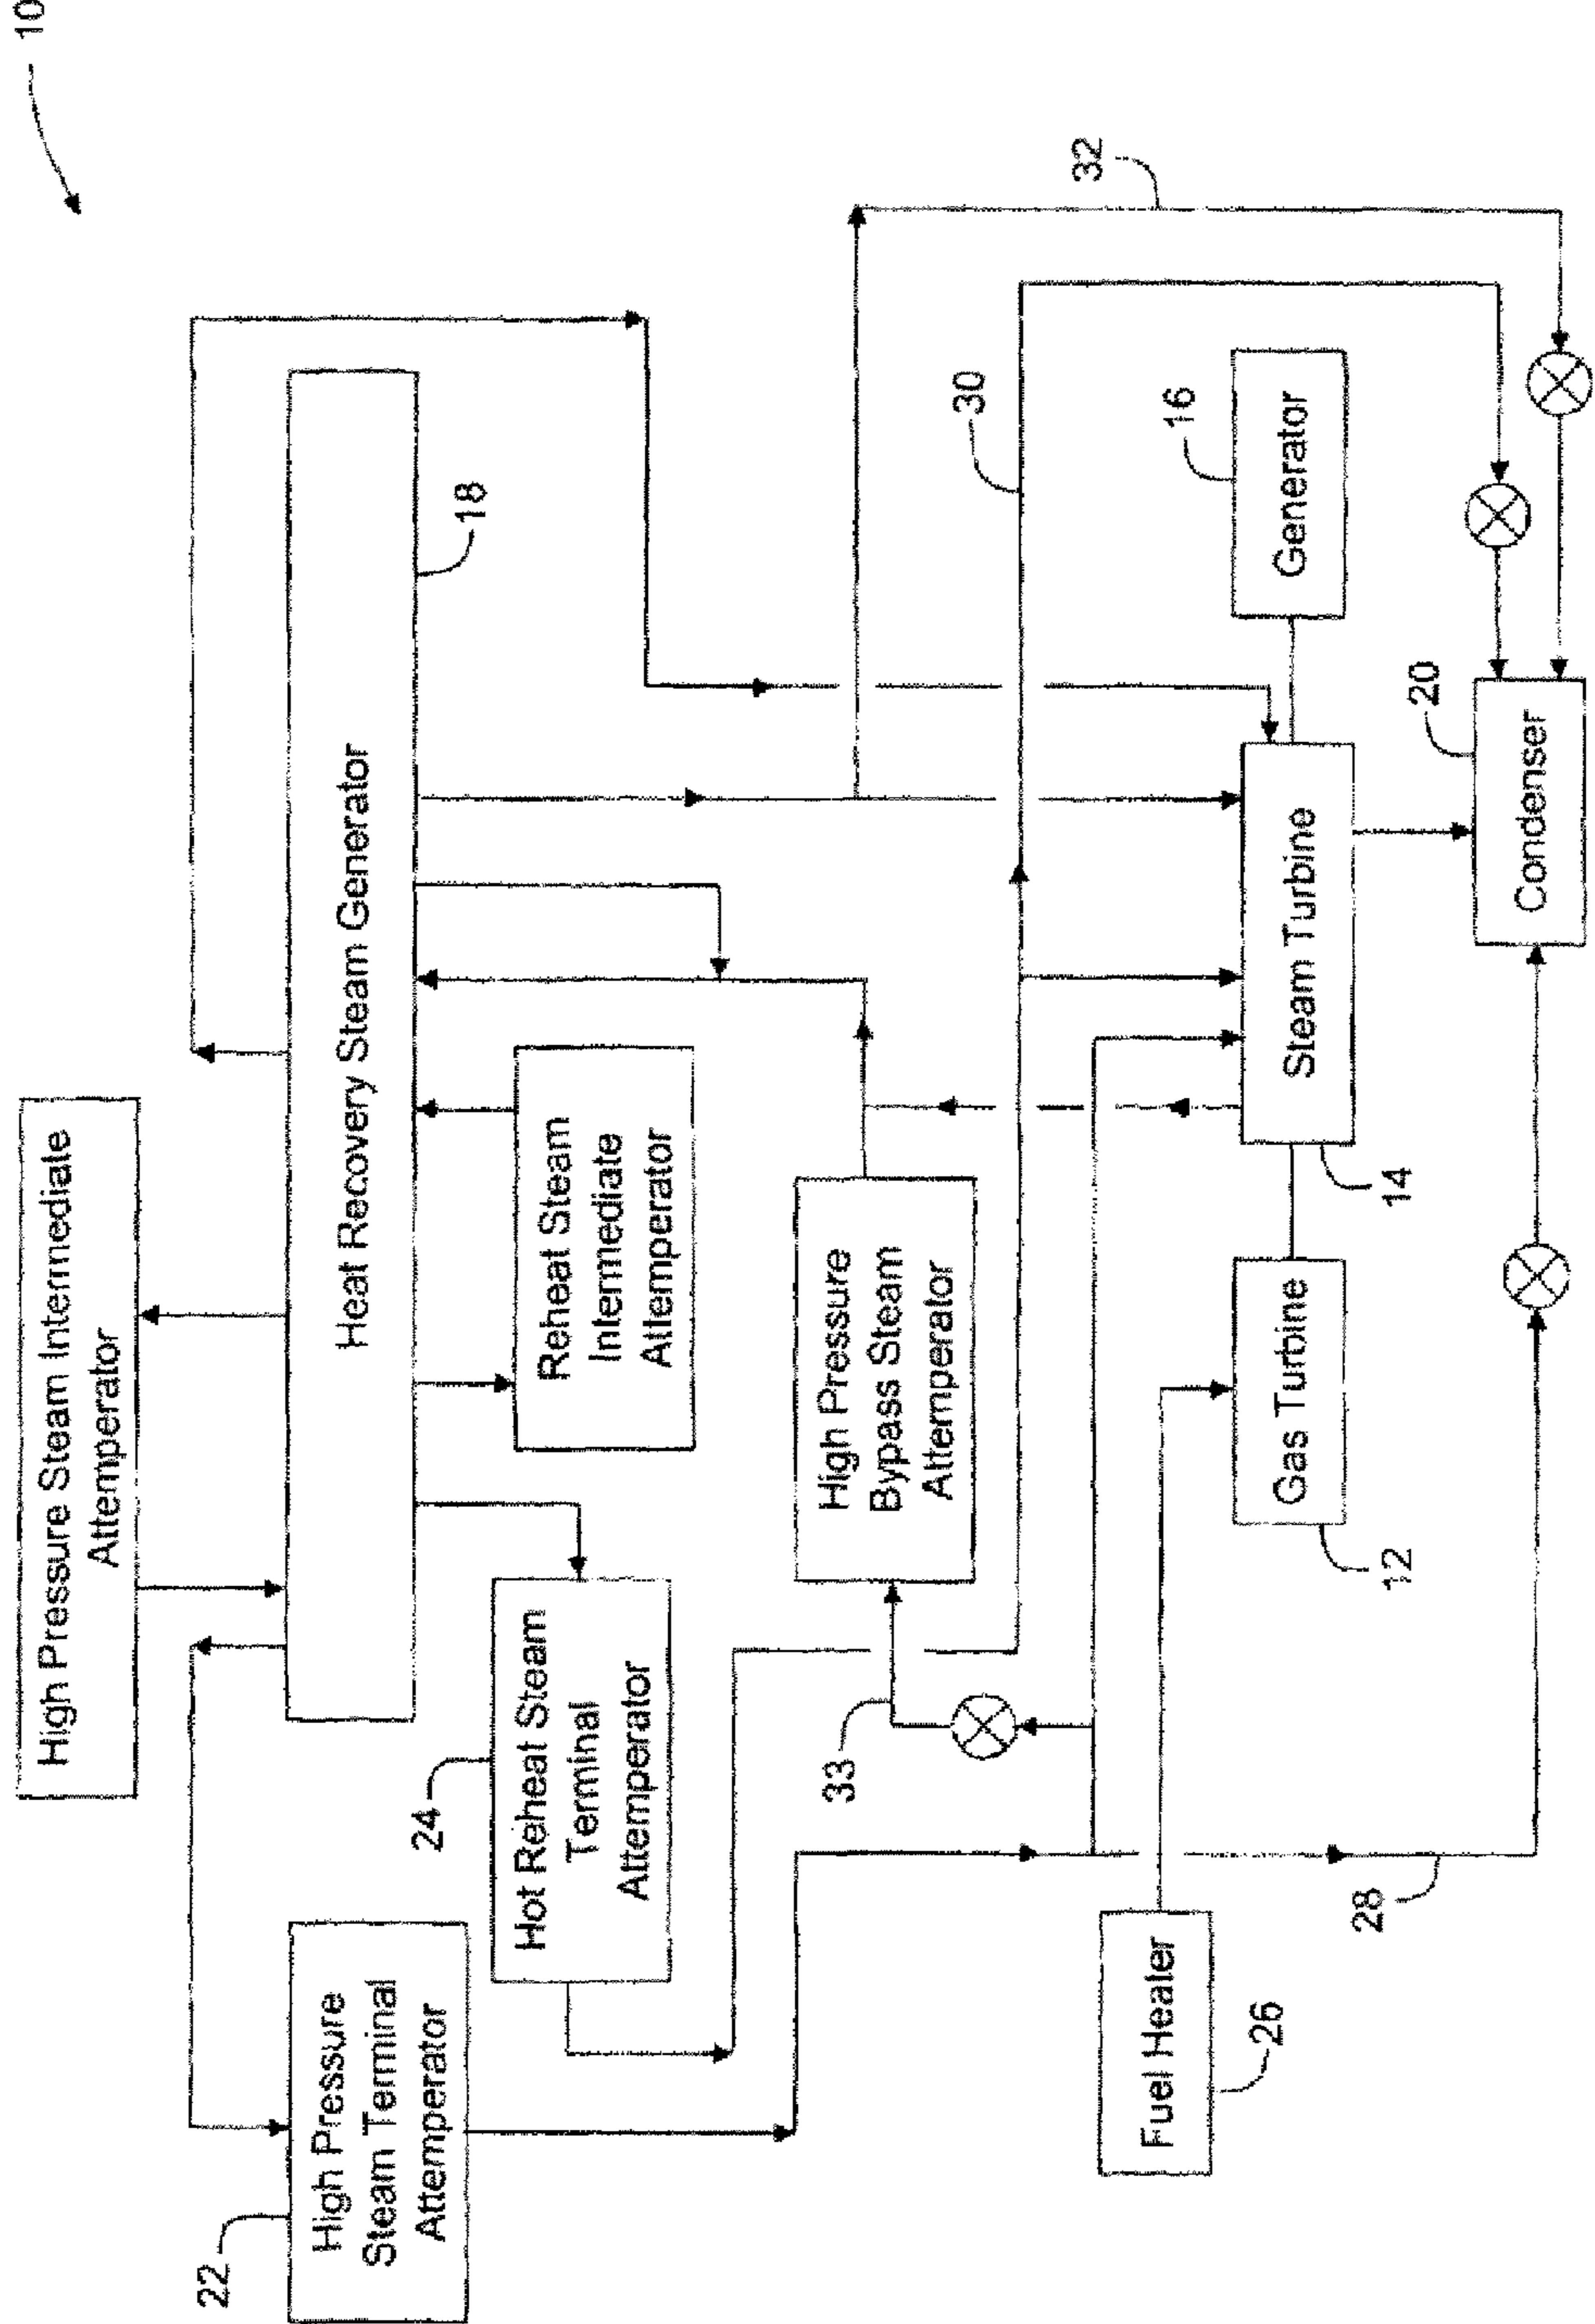 10
High Pressure Steam Intermediate
Attemperator
Heat Recovery Steam Generator
18
22
High Pressure
Steam Terminal
Attemperator
24
Hot Reheat Steam
Terminal
Attemperator
Reheat Steam
Intermediate
Attemperator
33
High Pressure
Bypass Steam
Attemperator
30
32
Fuel Heater
26
28
Gas Turbine
12
Steam Turbine
14
Generator
16
Condenser
20